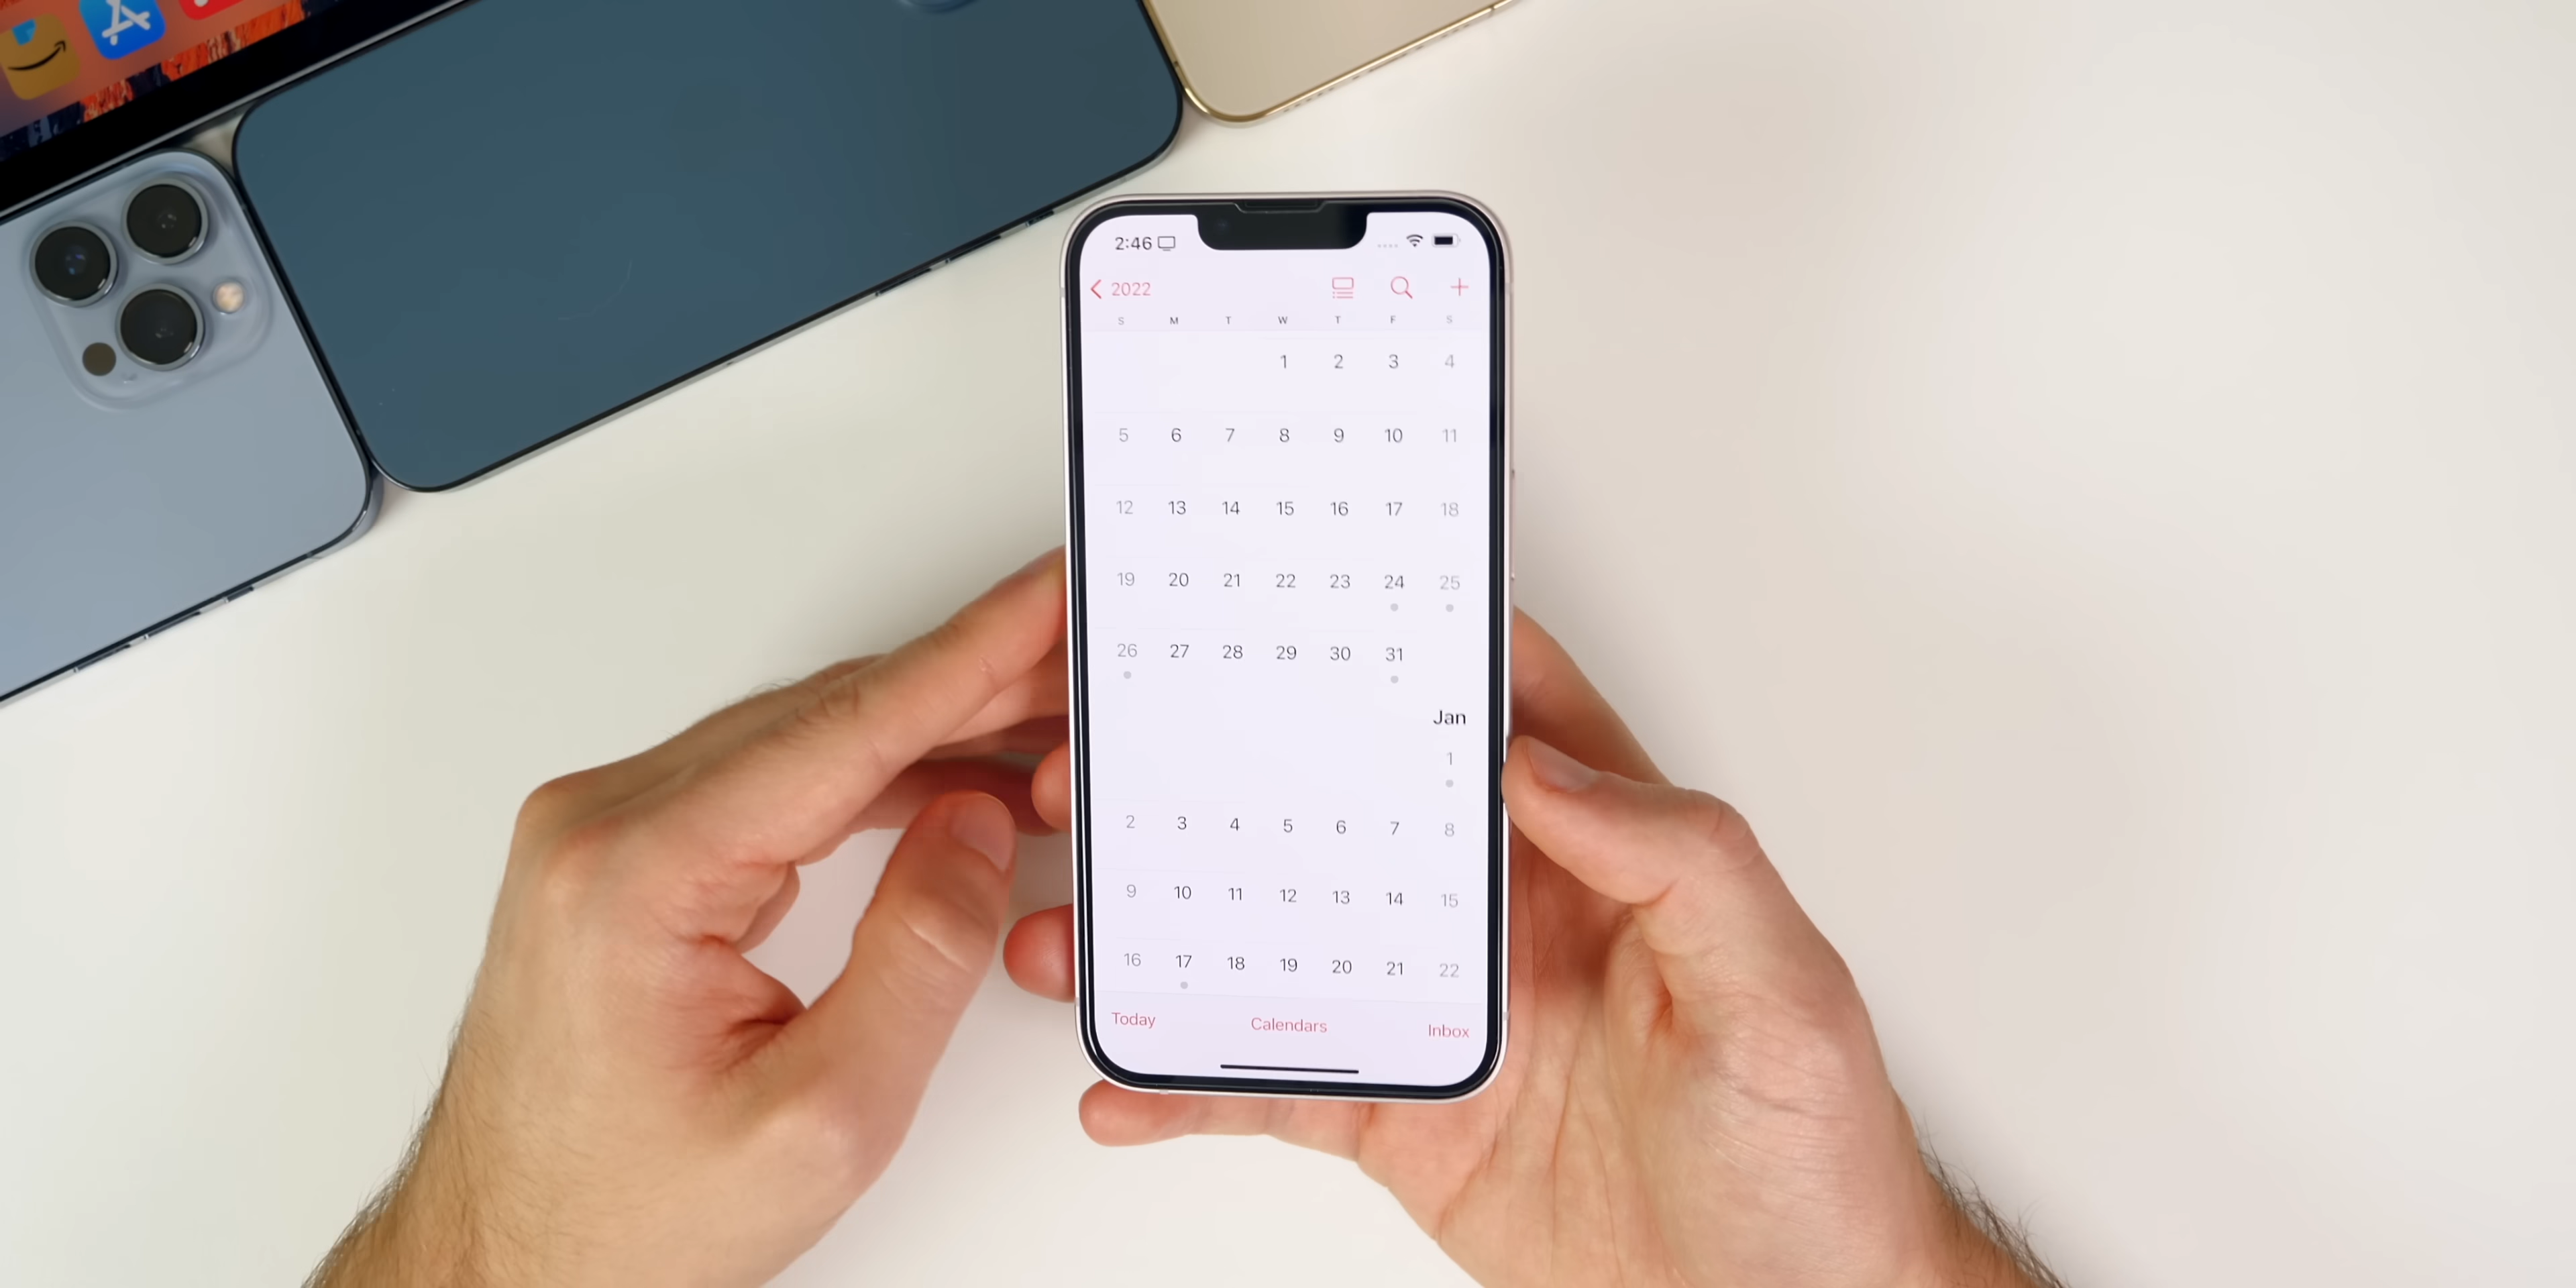 2:46
2022
S M T W T F S
1 2 3 4
5 6 7 8 9 10 11
12 13 14 15 16 17 18
19 20 21 22 23 24 25
26 27 28 29 30 31
Jan
1
2 3 4 5 6 7 8
9 10 11 12 13 14 15
16 17 18 19 20 21 22
Today Calendars Inbox